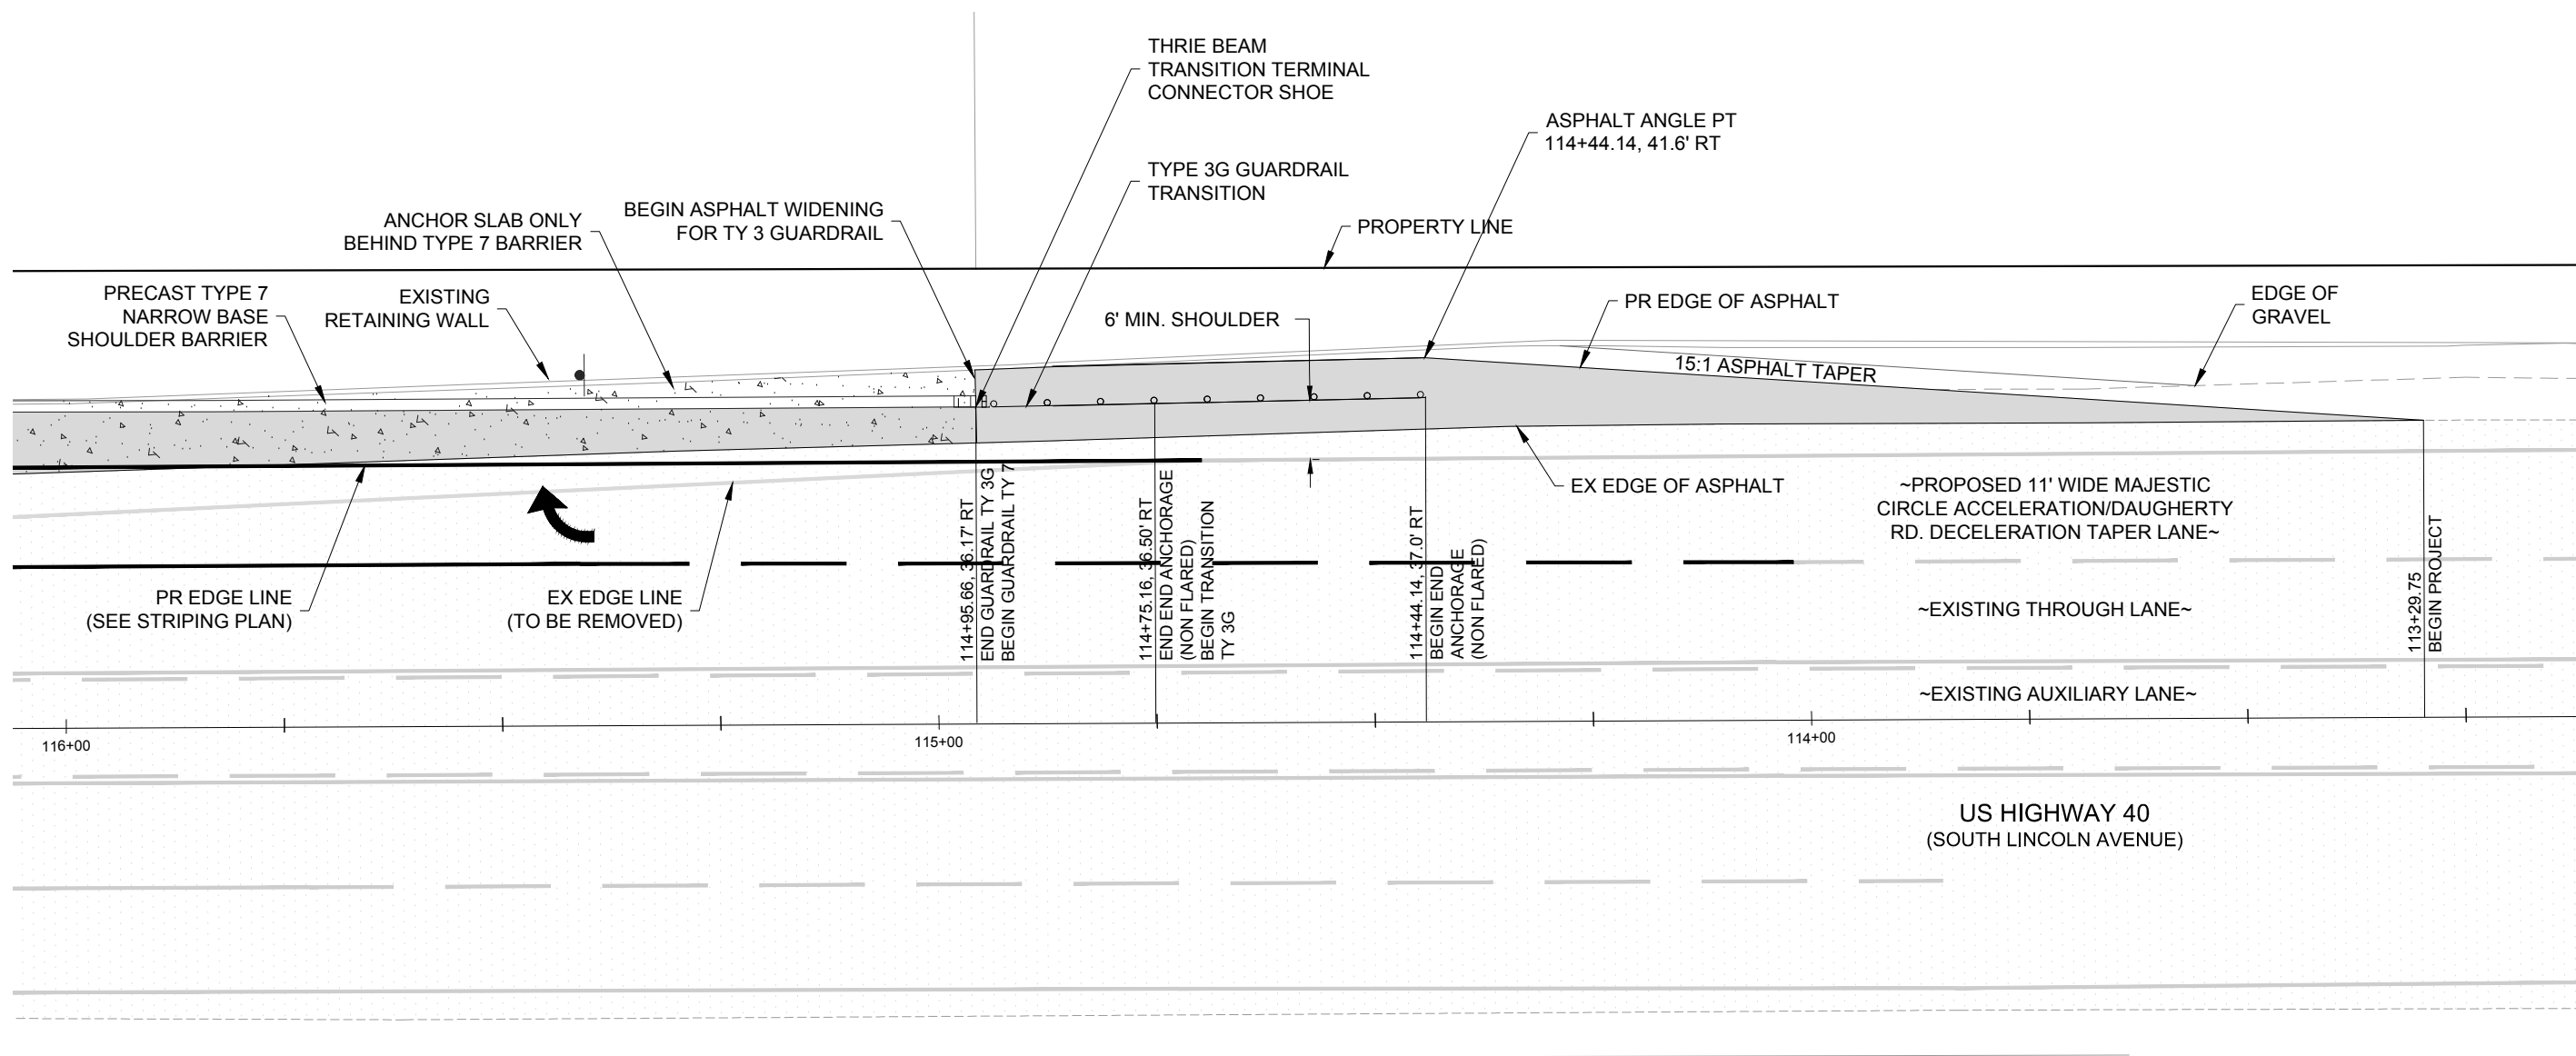 THRIE BEAM
TRANSITION TERMINAL
CONNECTOR SHOE
ASPHALT ANGLE PT
114+44.14, 41.6' RT
TYPE 3G GUARDRAIL
TRANSITION
BEGIN ASPHALT WIDENING
FOR TY 3 GUARDRAIL
ANCHOR SLAB ONLY
BEHIND TYPE 7 BARRIER
PROPERTY LINE
PRECAST TYPE 7
NARROW BASE
SHOULDER BARRIER
EXISTING
RETAINING WALL
6' MIN. SHOULDER
PR EDGE OF ASPHALT
EDGE OF
GRAVEL
15:1 ASPHALT TAPER
EX EDGE OF ASPHALT
~PROPOSED 11' WIDE MAJESTIC
CIRCLE ACCELERATION/DAUGHERTY
RD. DECELERATION TAPER LANE~
PR EDGE LINE
(SEE STRIPING PLAN)
EX EDGE LINE
(TO BE REMOVED)
114+95.66, 36.17' RT
END GUARDRAIL TY 3G
BEGIN GUARDRAIL TY 7
114+75.16, 36.50' RT
END END ANCHORAGE
(NON FLARED)
BEGIN TRANSITION
TY 3G
114+44.14, 37.0' RT
BEGIN END
ANCHORAGE
(NON FLARED)
113+29.75
BEGIN PROJECT
~EXISTING THROUGH LANE~
~EXISTING AUXILIARY LANE~
116+00
115+00
114+00
US HIGHWAY 40
(SOUTH LINCOLN AVENUE)